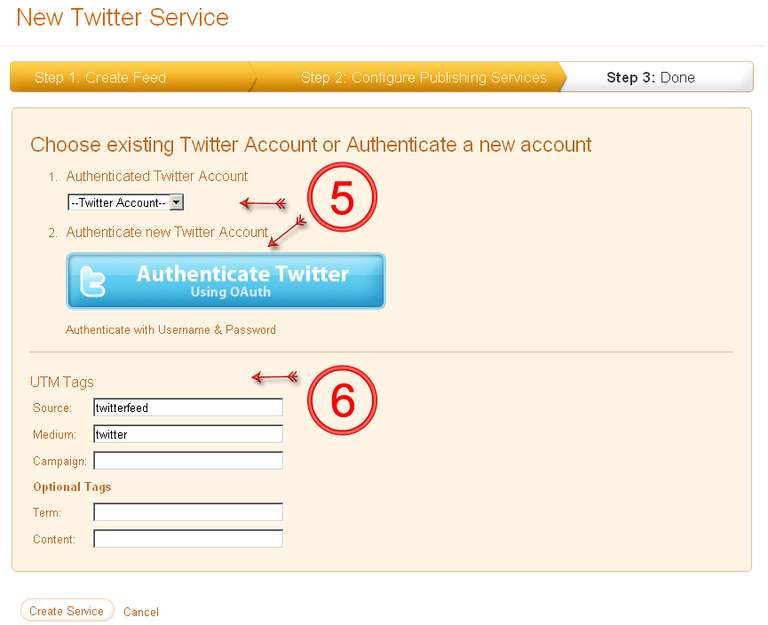 New Twitter Service
Step 1: Create Feed Step 2: Configure Publishing Services Step 3: Done
Choose existing Twitter Account or Authenticate a new account
1. Authenticated Twitter Account
--Twitter Account--
5
2. Authenticate new Twitter Account
Authenticate Twitter
Using OAuth
Authenticate with Username & Password
UTM Tags
6
Source: twitterfeed
Medium: twitter
Campaign:
Optional Tags
Term:
Content:
Create Service Cancel